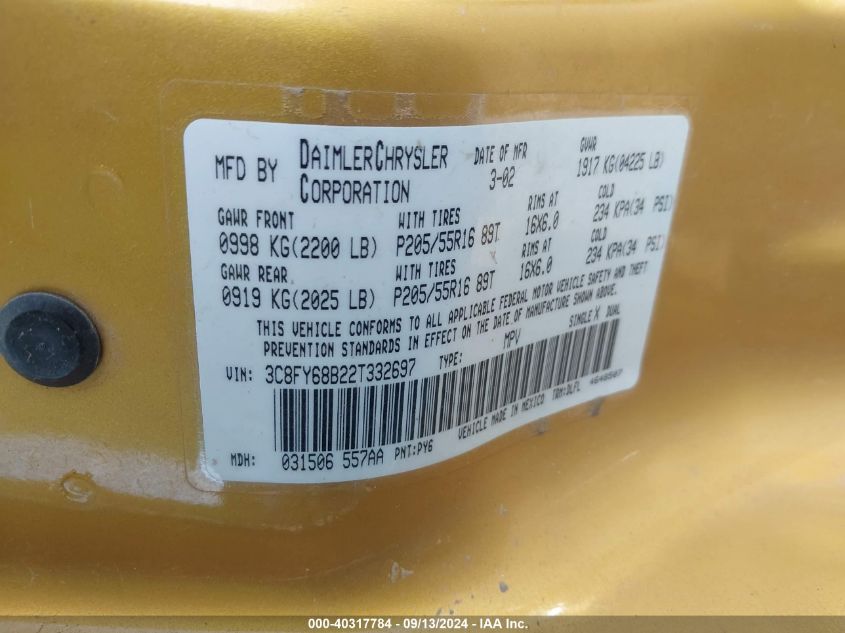 MFD BY DAIMLERCHRYSLER CORPORATION
DATE OF MFR 3-02
GVWR 1917 KG(04225 LB)
GAWR FRONT WITH TIRES RIMS AT COLD
0998 KG(2200 LB) P205/55R16 89T 16X6.0 234 KPA(34 PSI)
GAWR REAR WITH TIRES RIMS AT COLD
0919 KG(2025 LB) P205/55R16 89T 16X6.0 234 KPA(34 PSI)
THIS VEHICLE CONFORMS TO ALL APPLICABLE FEDERAL MOTOR VEHICLE SAFETY AND THEFT
PREVENTION STANDARDS IN EFFECT ON THE DATE OF MANUFACTURE SHOWN ABOVE.
VIN: 3C8FY68B22T332697 TYPE: MPV SINGLE X DUAL
MDH: 031506 557AA PNT:PY6 VEHICLE MADE IN MEXICO TRM:DLFL 4646507
000-40317784 - 09/13/2024 - IAA Inc.